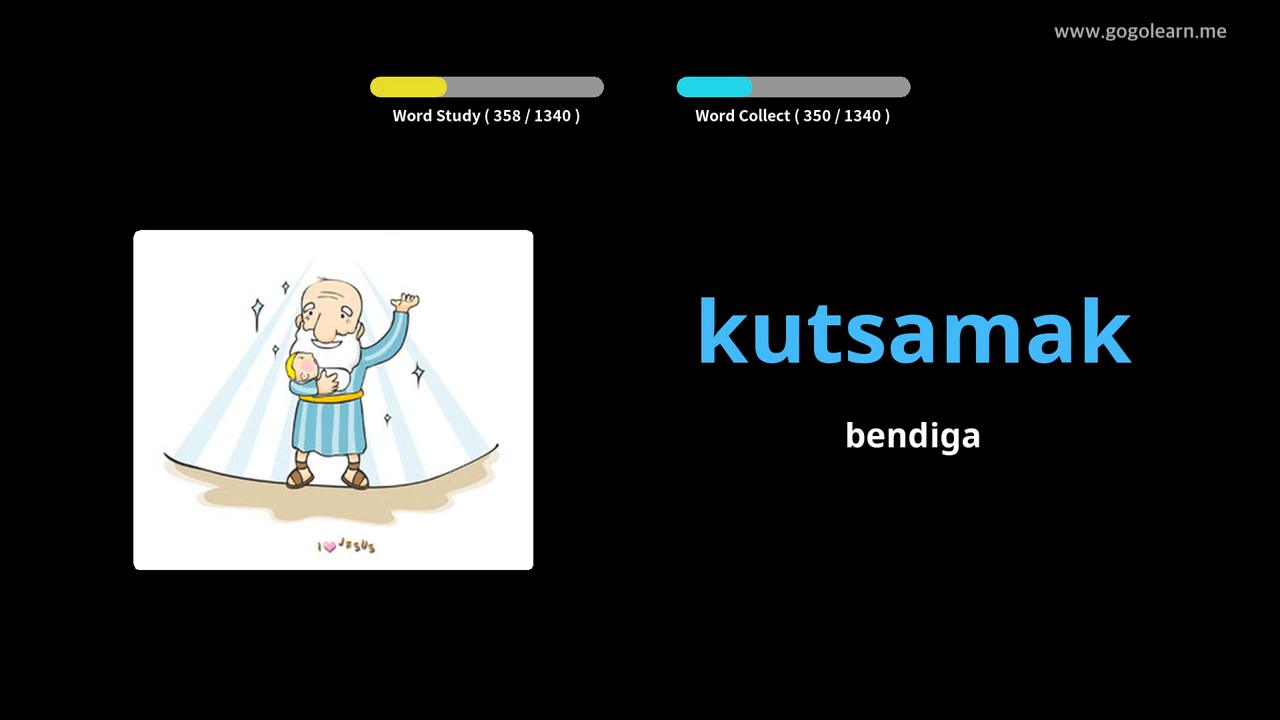 www.gogolearn.me
Word Study ( 358 / 1340 )
Word Collect ( 350 / 1340 )
kutsamak
bendiga
I JESUS